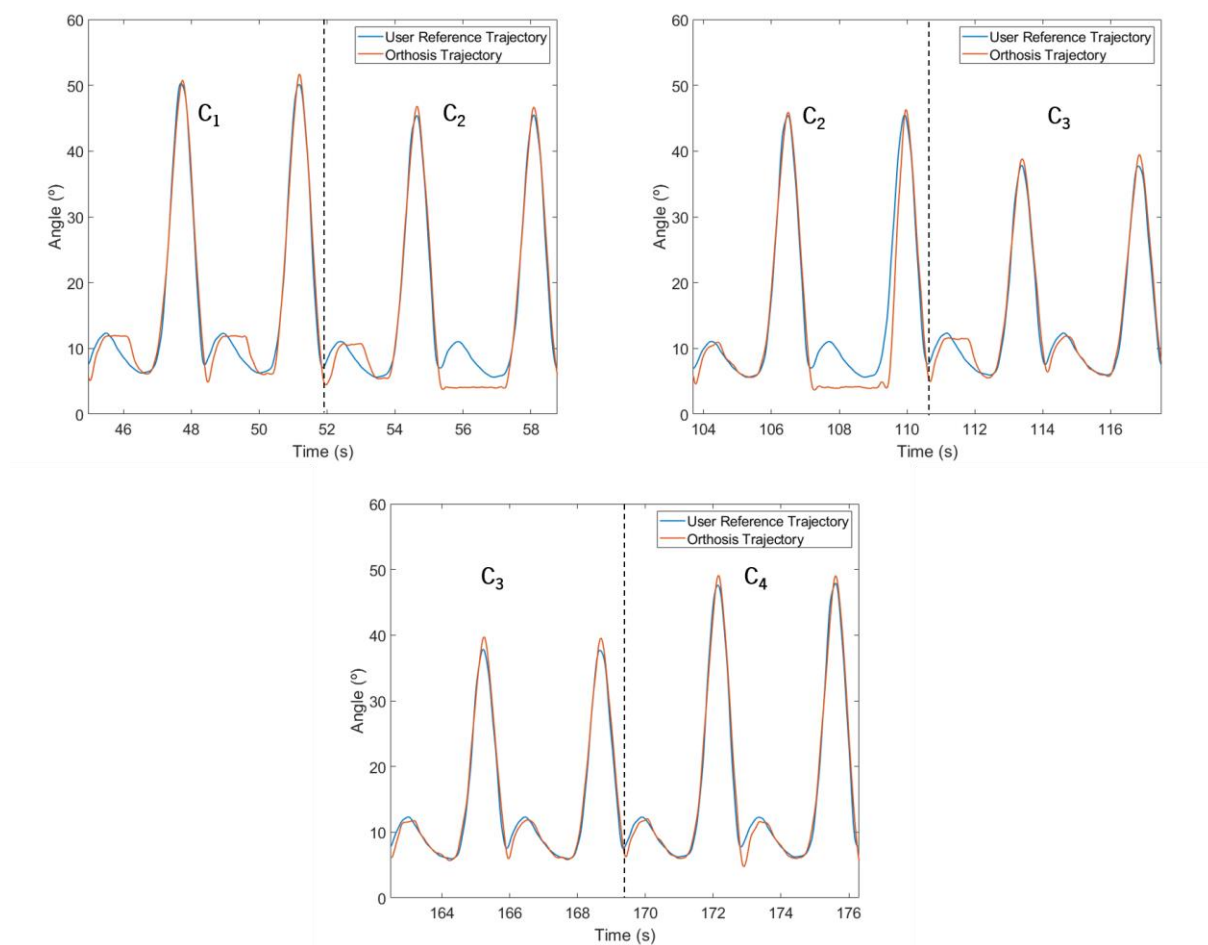 60
50
40
30
20
10
0
Angle (º)
46 48 50 52 54 56 58
Time (s)
User Reference Trajectory
Orthosis Trajectory
C1
C2
60
50
40
30
20
10
0
Angle (º)
104 106 108 110 112 114 116
Time (s)
User Reference Trajectory
Orthosis Trajectory
C2
C3
60
50
40
30
20
10
0
Angle (º)
164 166 168 170 172 174 176
Time (s)
User Reference Trajectory
Orthosis Trajectory
C3
C4